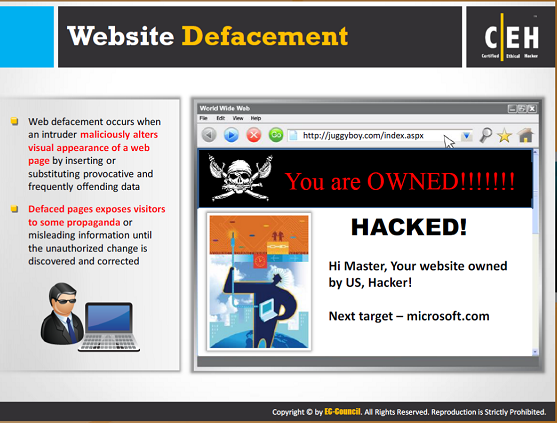 Website Defacement
C|EH
Certified Ethical Hacker
Web defacement occurs when
an intruder maliciously alters
visual appearance of a web
page by inserting or
substituting provocative and
frequently offending data
Defaced pages exposes visitors
to some propaganda or
misleading information until
the unauthorized change is
discovered and corrected
World Wide Web
File Edit View Help
GO
http://juggyboy.com/index.aspx
You are OWNED!!!!!!!
HACKED!
Hi Master, Your website owned
by US, Hacker!
Next target – microsoft.com
Copyright © by EC-Council. All Rights Reserved. Reproduction is Strictly Prohibited.